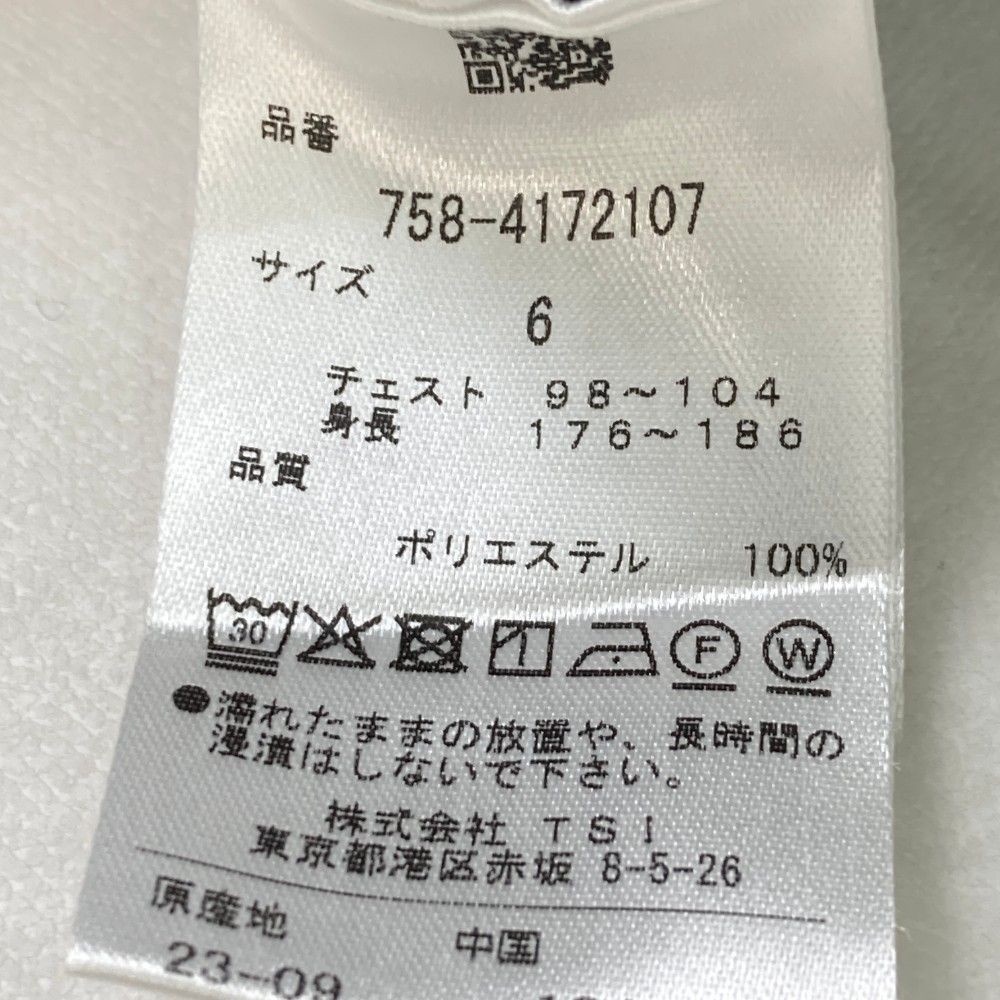 品番
758-4172107
サイズ
6
チェスト 98～104
身長 176～186
品質
ポリエステル 100%
30
F W
●濡れたままの放置や、長時間の
浸漬はしないで下さい。
株式会社 TSI
東京都港区赤坂 8-5-26
原産地 中国
23-09